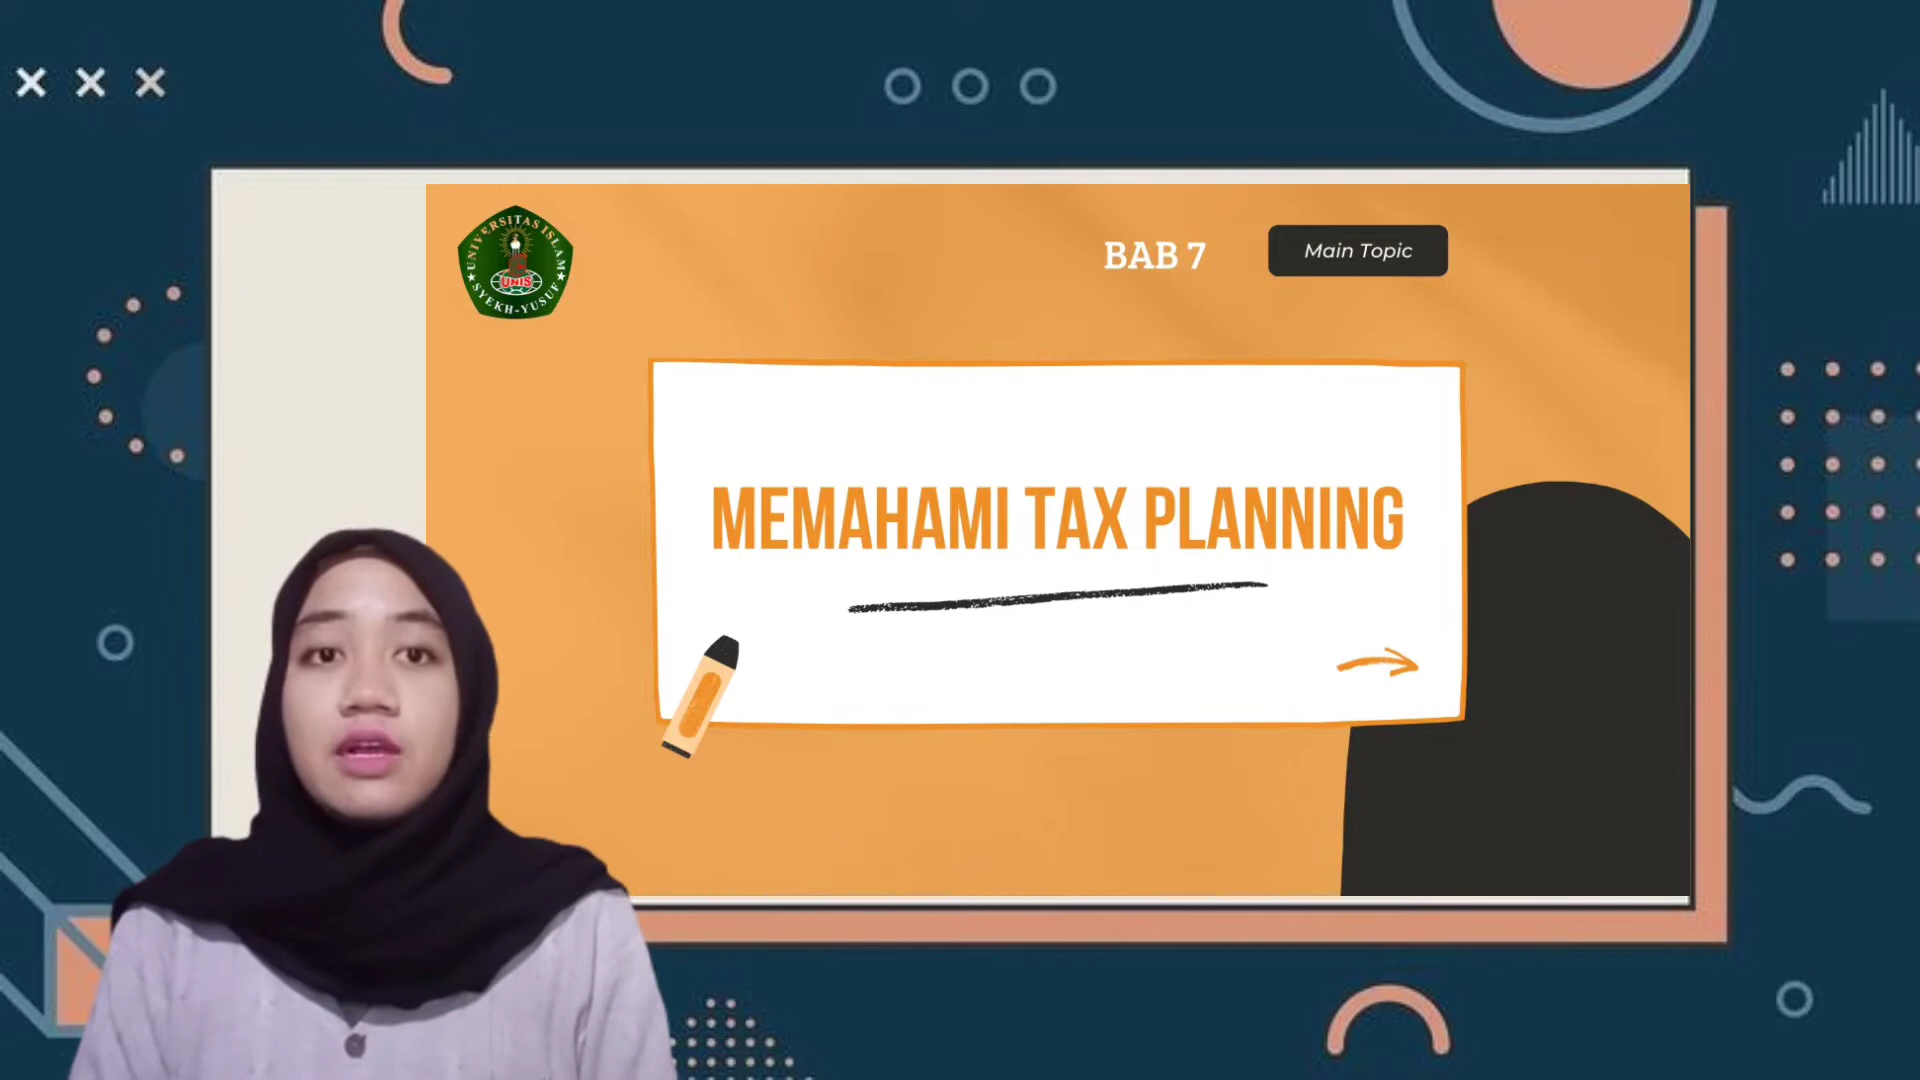 UNIVERSITAS ISLAM
UNIS
SYEKH-YUSUF
BAB 7
Main Topic
MEMAHAMI TAX PLANNING